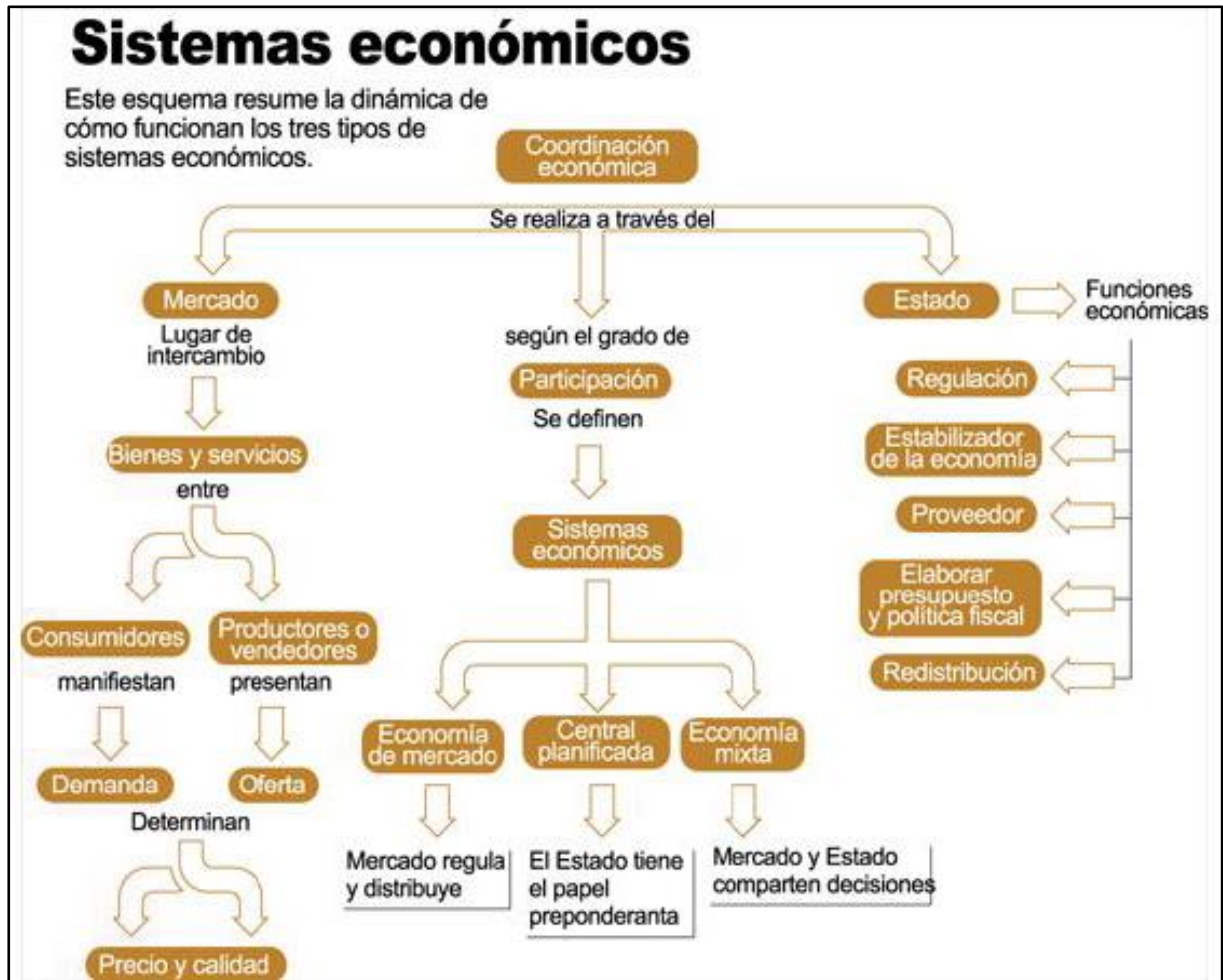 Sistemas económicos
Este esquema resume la dinámica de
cómo funcionan los tres tipos de
sistemas económicos.
Coordinación
económica
Se realiza a través del
Mercado
Lugar de
intercambio
Bienes y servicios
entre
Consumidores
manifiestan
Demanda
Productores o
vendedores
presentan
Oferta
Determinan
Precio y calidad
según el grado de
Participación
Se definen
Sistemas
económicos
Economía
de mercado
Mercado regula
y distribuye
Central
planificada
El Estado tiene
el papel
preponderanta
Economía
mixta
Mercado y Estado
comparten decisiones
Estado
Funciones
económicas
Regulación
Estabilizador
de la economía
Proveedor
Elaborar
presupuesto
y política fiscal
Redistribución